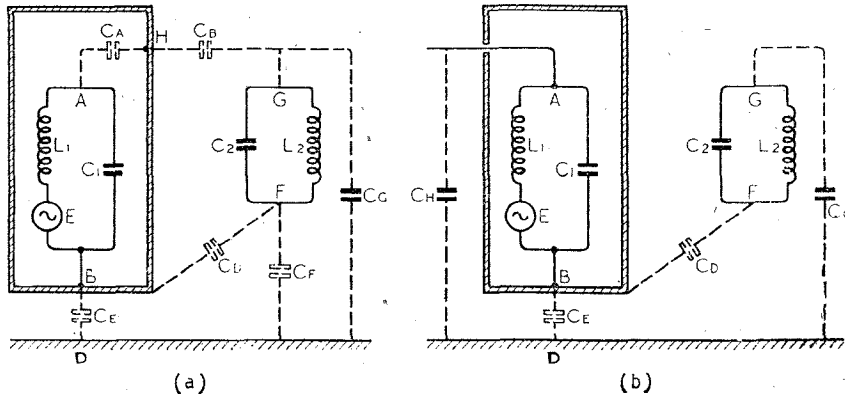 CA H CB
A G
L1 C1 C2 L2
E F CG
CD CF
B
CE
D
(a)
A G
L1 C1 C2 L2
CH E F
CD
B
CE
D
(b)